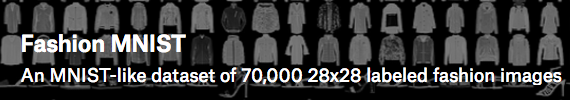 Fashion MNIST
An MNIST-like dataset of 70,000 28x28 labeled fashion images